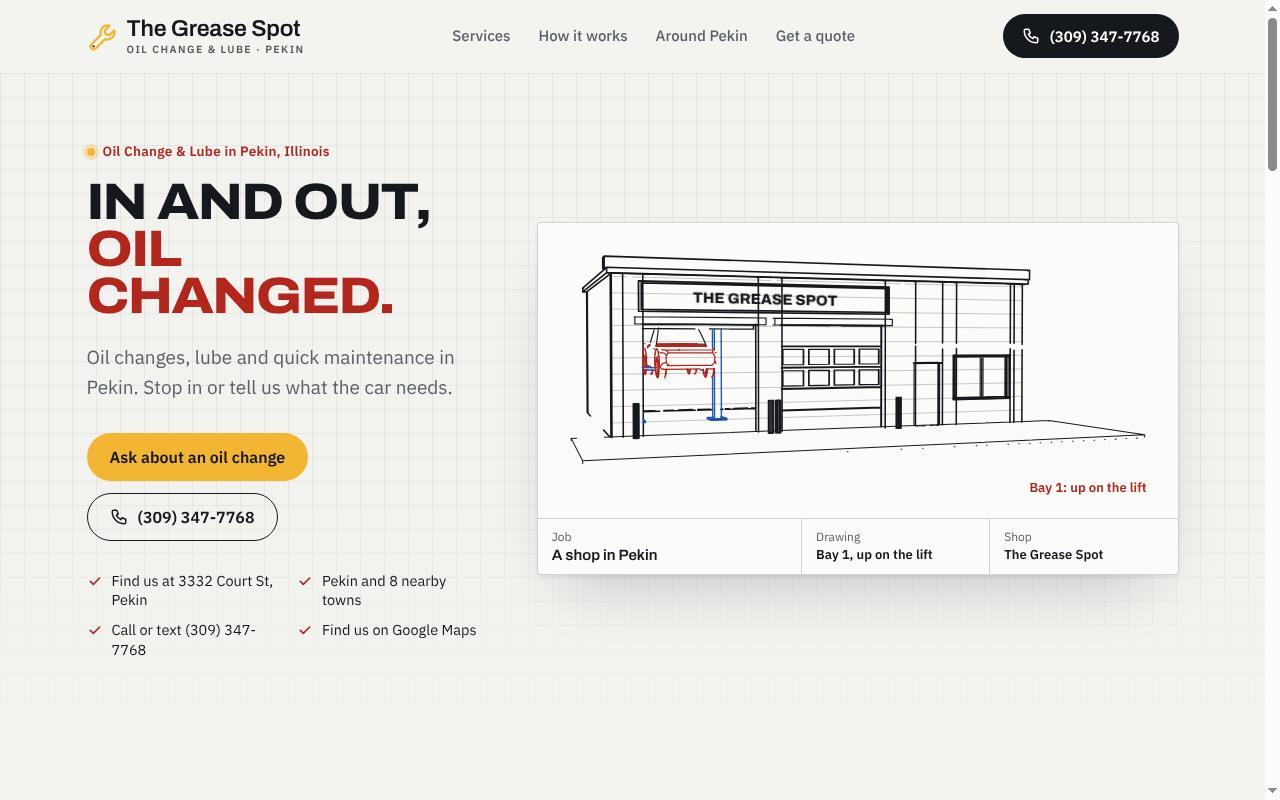 The Grease Spot
OIL CHANGE & LUBE · PEKIN
Services
How it works
Around Pekin
Get a quote
(309) 347-7768
Oil Change & Lube in Pekin, Illinois
IN AND OUT,
OIL
CHANGED.
Oil changes, lube and quick maintenance in
Pekin. Stop in or tell us what the car needs.
Ask about an oil change
(309) 347-7768
Find us at 3332 Court St,
Pekin
Pekin and 8 nearby
towns
Call or text (309) 347-
7768
Find us on Google Maps
THE GREASE SPOT
Bay 1: up on the lift
Job
A shop in Pekin
Drawing
Bay 1, up on the lift
Shop
The Grease Spot